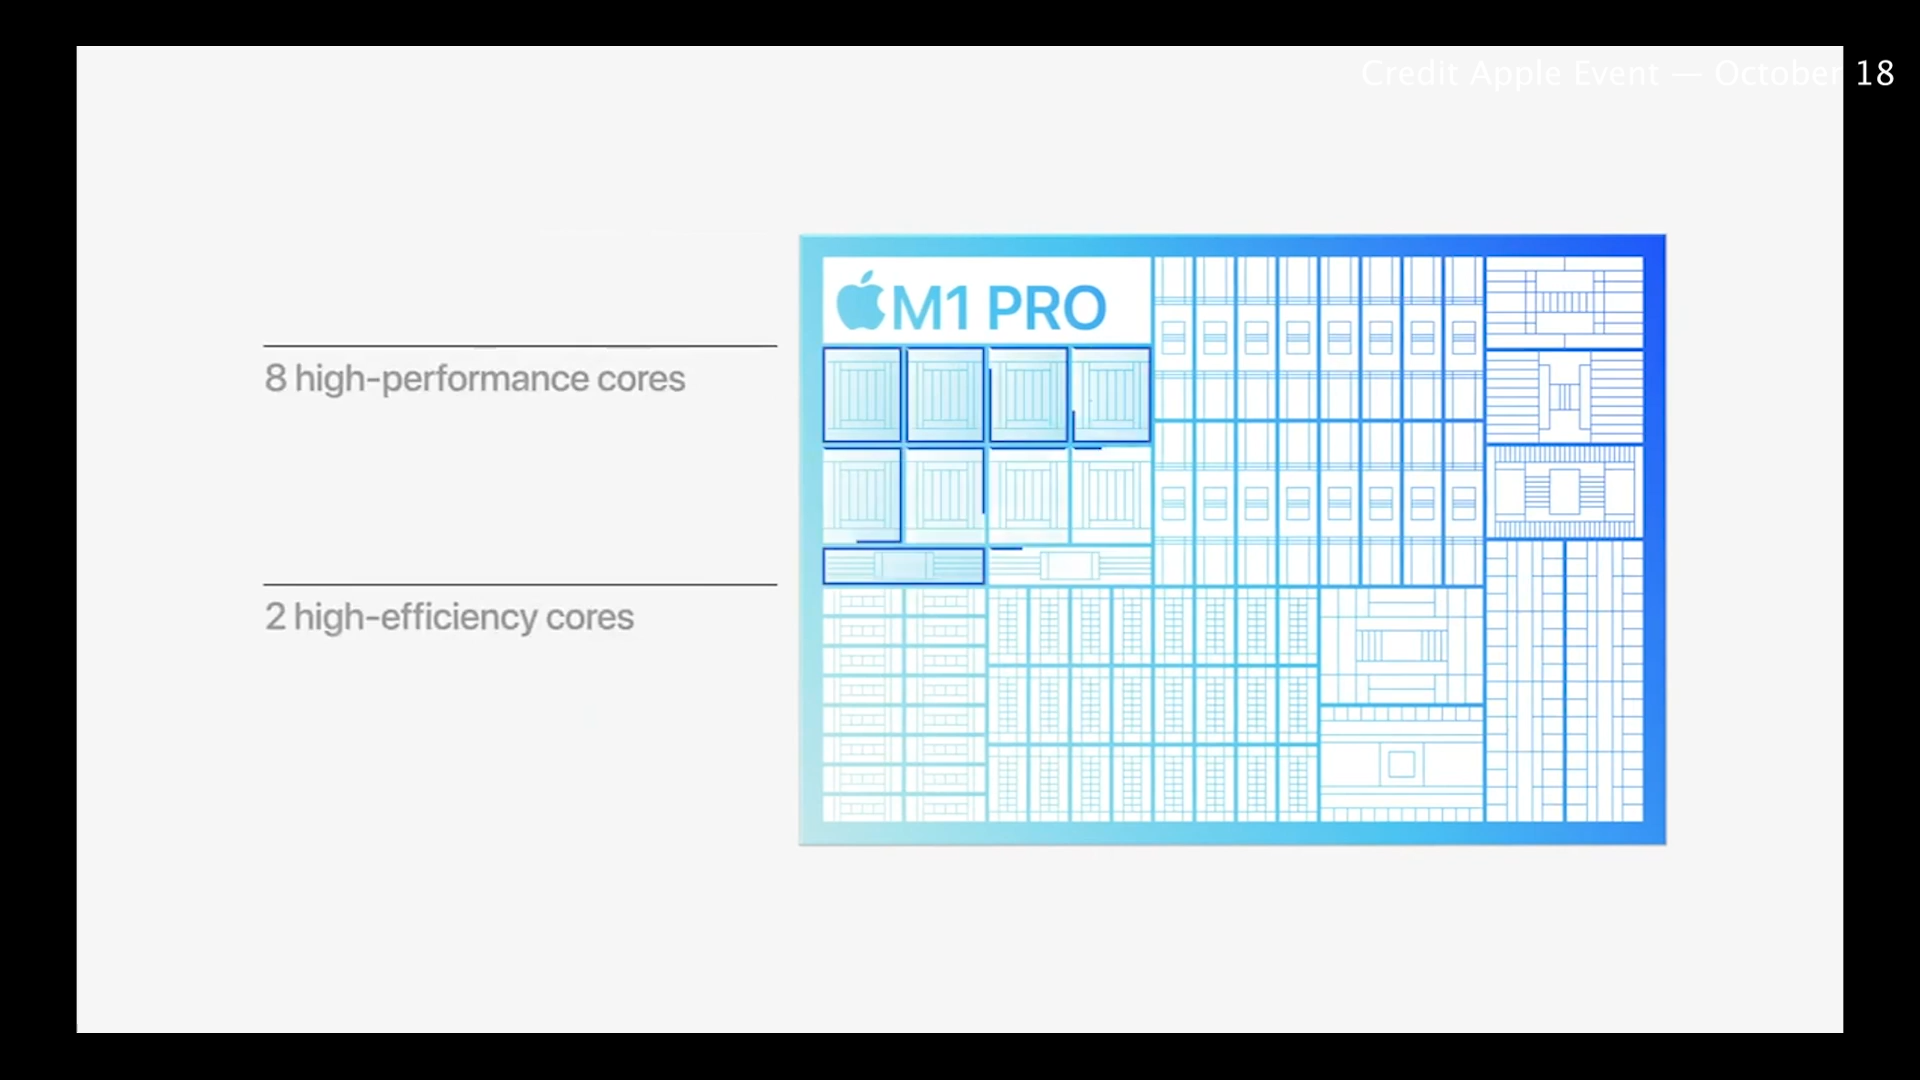 Credit Apple Event — October 18
M1 PRO
8 high-performance cores
2 high-efficiency cores